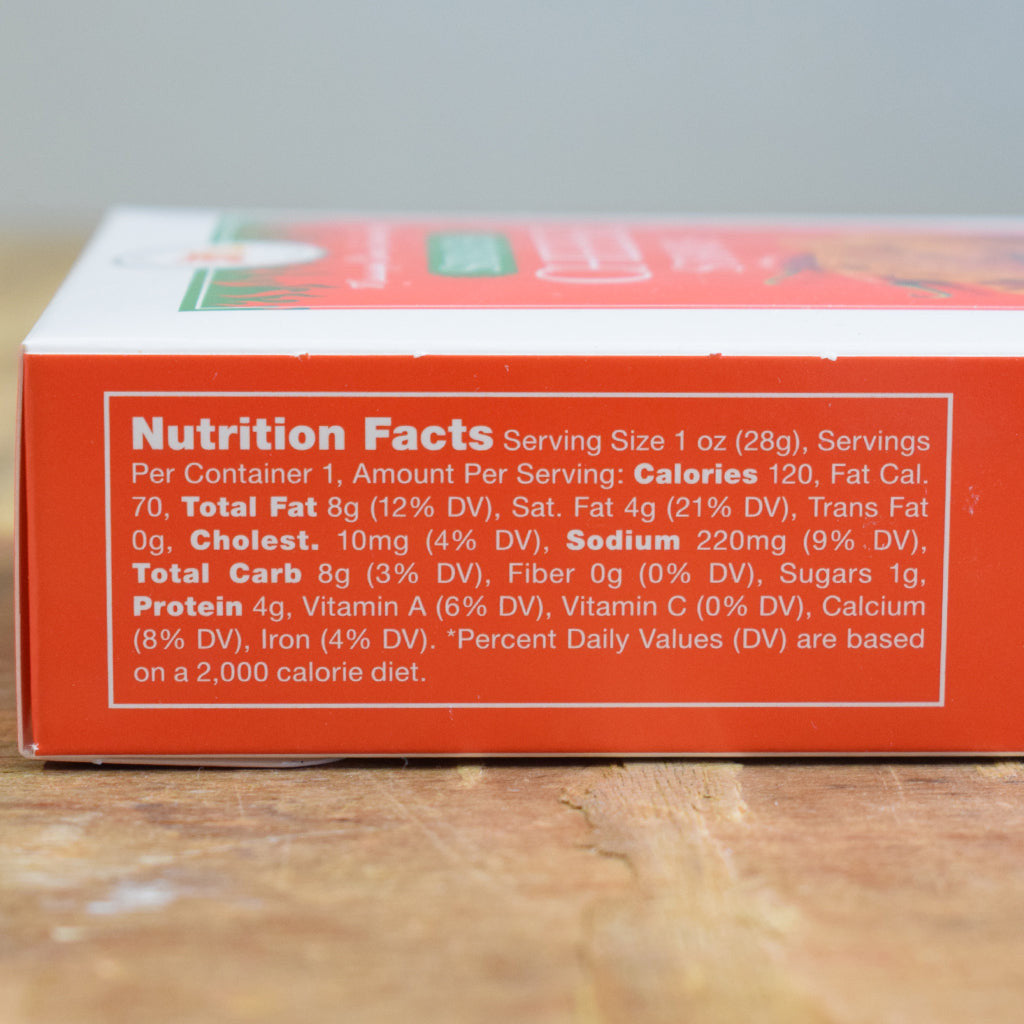 Nutrition Facts Serving Size 1 oz (28g), Servings
Per Container 1, Amount Per Serving: Calories 120, Fat Cal.
70, Total Fat 8g (12% DV), Sat. Fat 4g (21% DV), Trans Fat
0g, Cholest. 10mg (4% DV), Sodium 220mg (9% DV),
Total Carb 8g (3% DV), Fiber 0g (0% DV), Sugars 1g,
Protein 4g, Vitamin A (6% DV), Vitamin C (0% DV), Calcium
(8% DV), Iron (4% DV). *Percent Daily Values (DV) are based
on a 2,000 calorie diet.